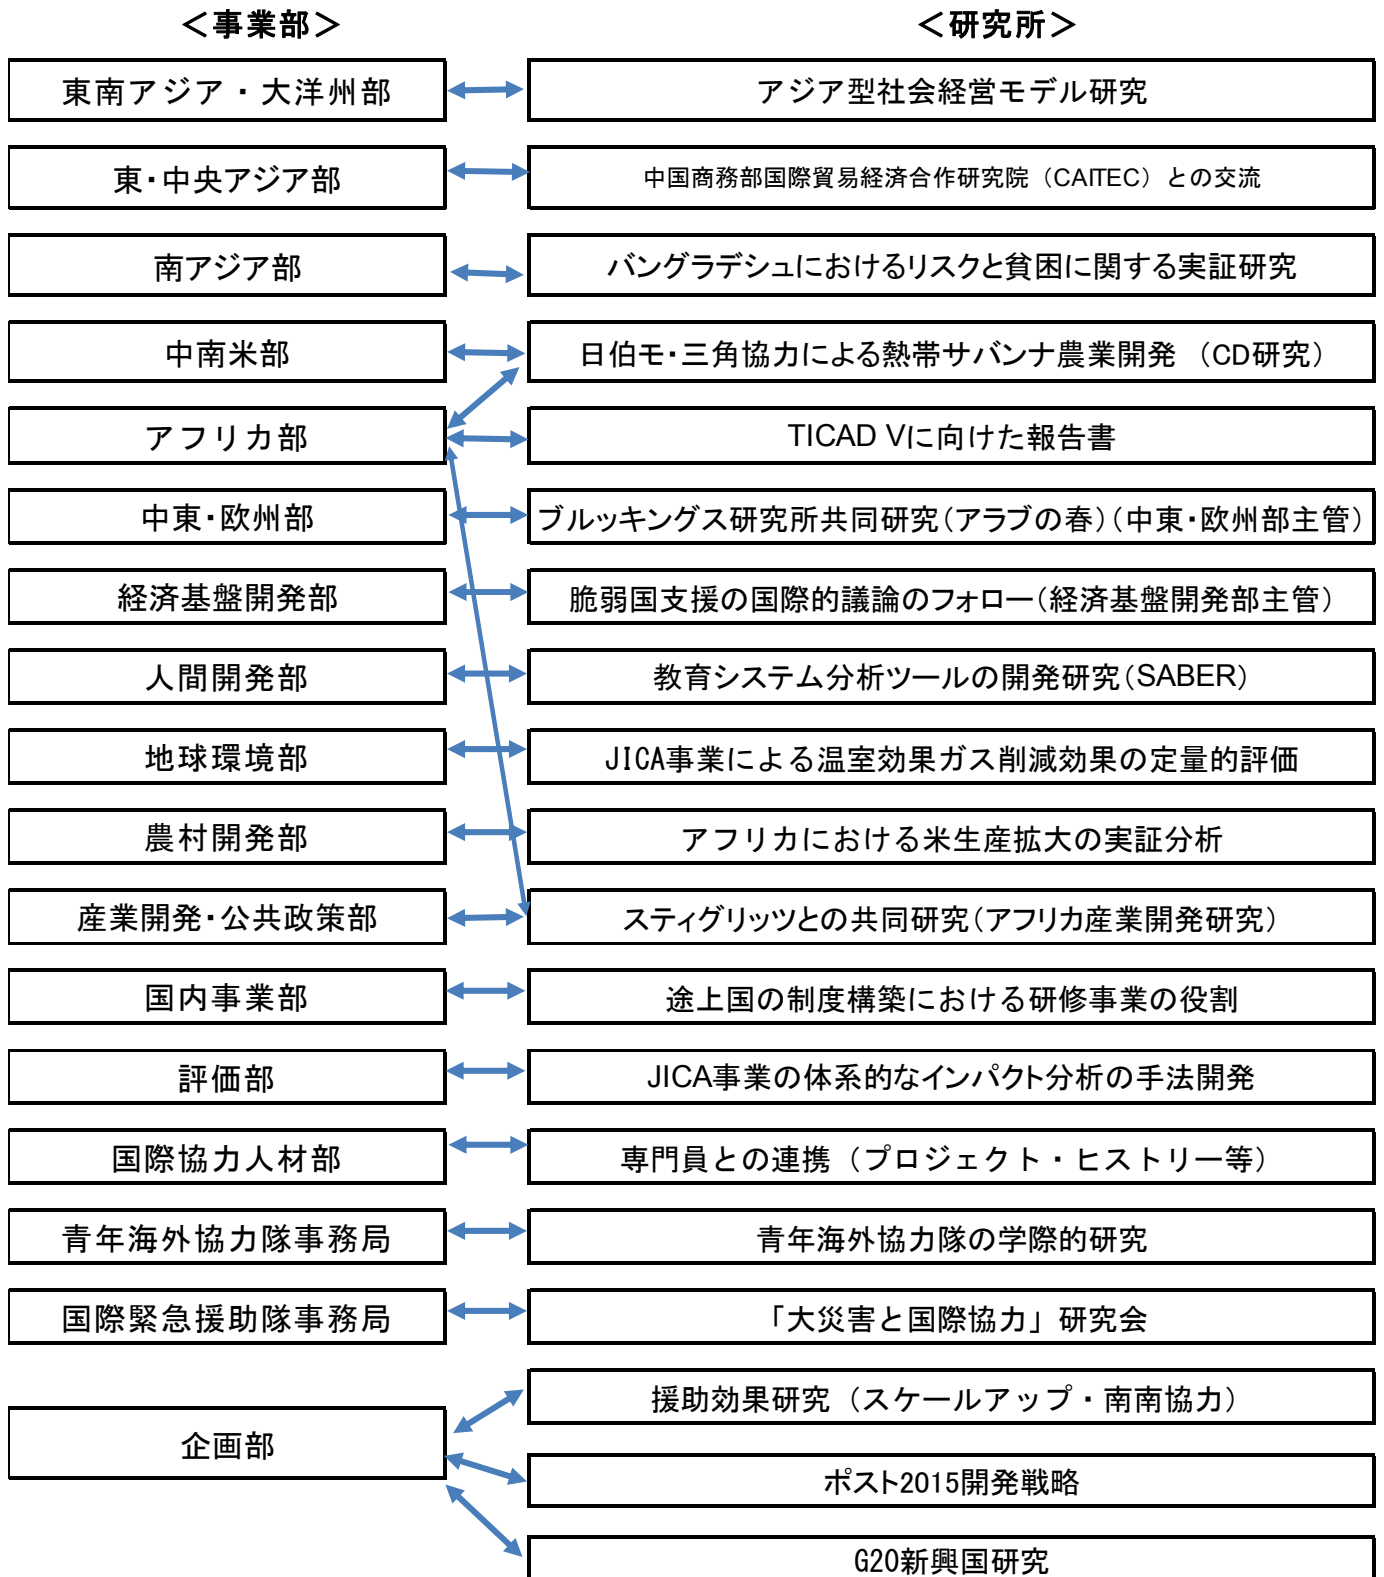 ＜事業部＞ ＜研究所＞
東南アジア・大洋州部 アジア型社会経営モデル研究
東・中央アジア部 中国商務部国際貿易経済合作研究院（CAITEC）との交流
南アジア部 バングラデシュにおけるリスクと貧困に関する実証研究
中南米部 日伯モ・三角協力による熱帯サバンナ農業開発 （CD研究）
アフリカ部 TICAD Vに向けた報告書
中東・欧州部 ブルッキングス研究所共同研究（アラブの春）（中東・欧州部主管）
経済基盤開発部 脆弱国支援の国際的議論のフォロー（経済基盤開発部主管）
人間開発部 教育システム分析ツールの開発研究（SABER）
地球環境部 JICA事業による温室効果ガス削減効果の定量的評価
農村開発部 アフリカにおける米生産拡大の実証分析
産業開発・公共政策部 スティグリッツとの共同研究（アフリカ産業開発研究）
国内事業部 途上国の制度構築における研修事業の役割
評価部 JICA事業の体系的なインパクト分析の手法開発
国際協力人材部 専門員との連携（プロジェクト・ヒストリー等）
青年海外協力隊事務局 青年海外協力隊の学際的研究
国際緊急援助隊事務局 「大災害と国際協力」研究会
援助効果研究（スケールアップ・南南協力）
企画部
ポスト2015開発戦略
G20新興国研究